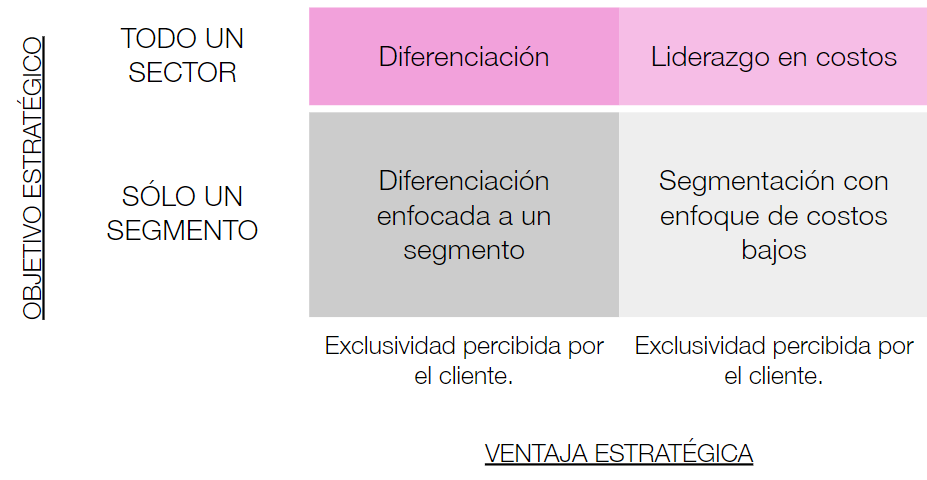 OBJETIVO ESTRATÉGICO
TODO UN
SECTOR
Diferenciación
Liderazgo en costos
SÓLO UN
SEGMENTO
Diferenciación
enfocada a un
segmento
Segmentación con
enfoque de costos
bajos
Exclusividad percibida por
el cliente.
Exclusividad percibida por
el cliente.
VENTAJA ESTRATÉGICA